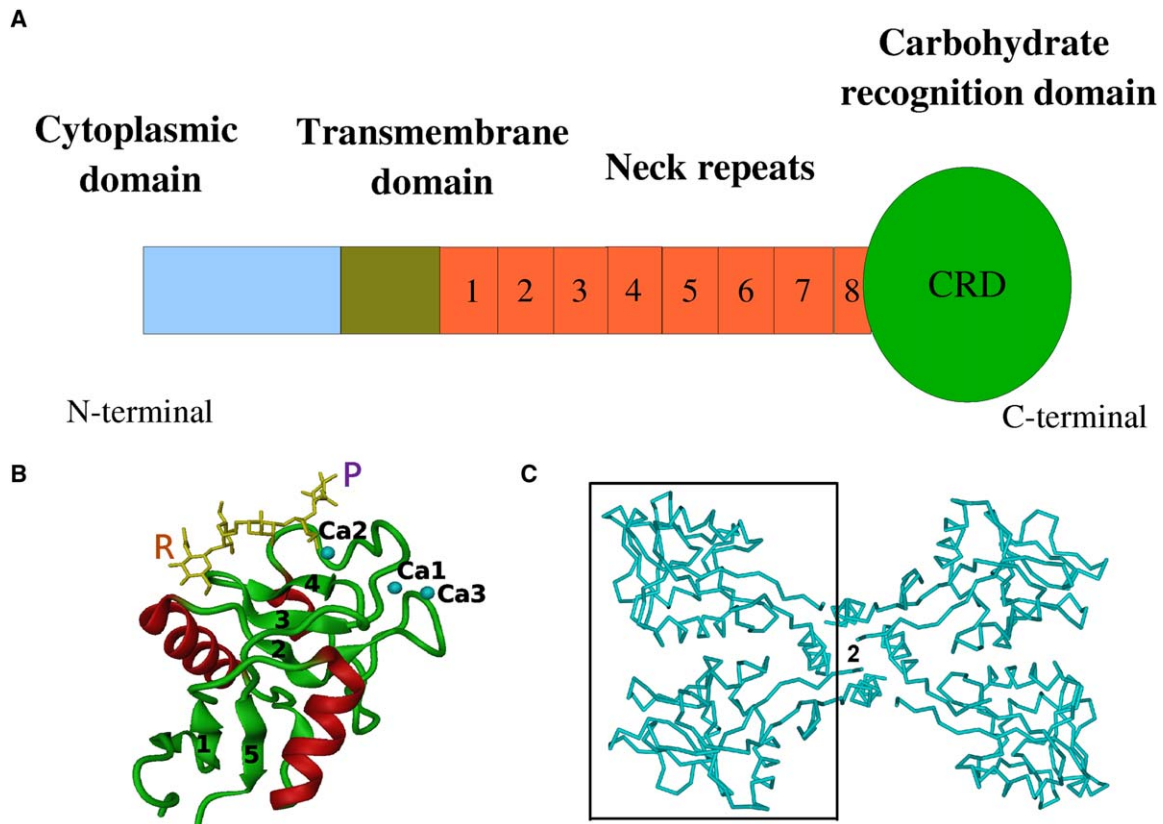 A
Carbohydrate
recognition domain
Cytoplasmic
domain
Transmembrane
domain
Neck repeats
1 2 3 4 5 6 7 8
CRD
N-terminal
C-terminal
B
P
R
Ca2
Ca1
Ca3
4
3
2
1
5
C
2